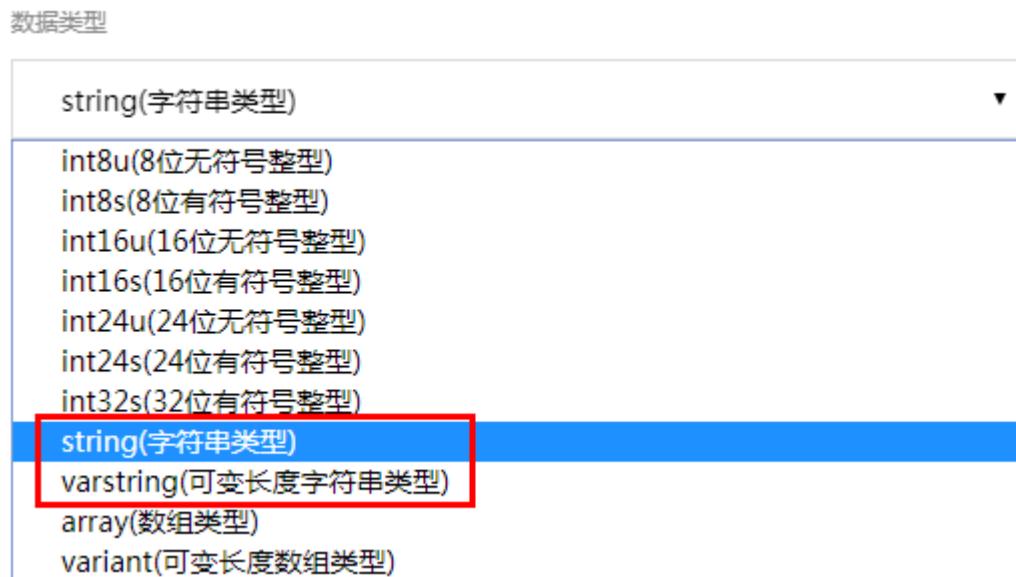 数据类型
string(字符串类型)
int8u(8位无符号整型)
int8s(8位有符号整型)
int16u(16位无符号整型)
int16s(16位有符号整型)
int24u(24位无符号整型)
int24s(24位有符号整型)
int32s(32位有符号整型)
string(字符串类型)
varstring(可变长度字符串类型)
array(数组类型)
variant(可变长度数组类型)